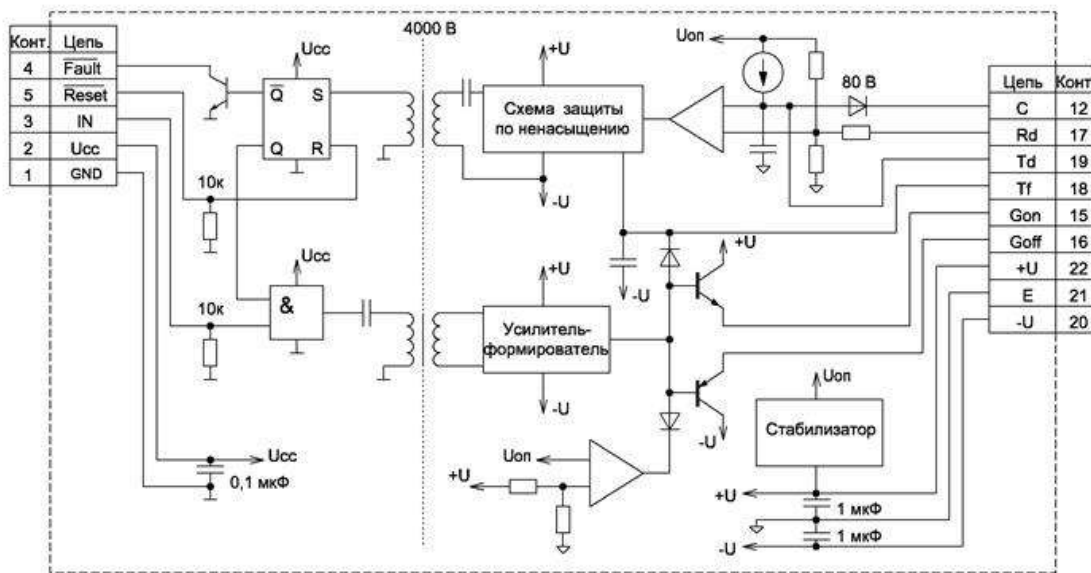 4000 В
Конт. Цепь
4 Fault
5 Reset
3 IN
2 Ucc
1 GND
Ucc
Q S
Q R
10к
Ucc
&
10к
Ucc
0,1 мкФ
+U
Схема защиты
по ненасыщению
-U
Uоп
80 В
Цепь Конт
C 12
Rd 17
Td 19
Tf 18
Gon 15
Goff 16
+U 22
E 21
-U 20
+U
-U
+U
Усилитель-
формирователь
-U
-U
Uоп
+U
Uоп
Стабилизатор
+U
1 мкФ
1 мкФ
-U